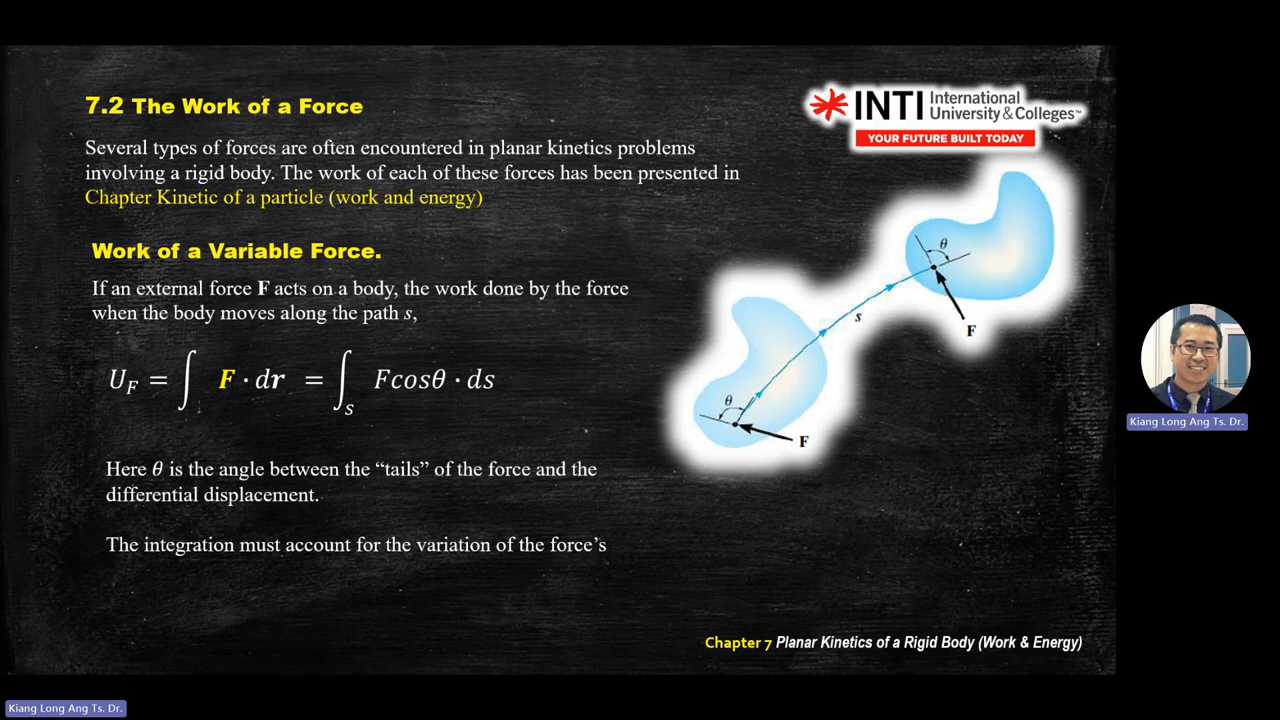 7.2 The Work of a Force
INTI International
University & Colleges™
YOUR FUTURE BUILT TODAY
Several types of forces are often encountered in planar kinetics problems
involving a rigid body. The work of each of these forces has been presented in
Chapter Kinetic of a particle (work and energy)
Work of a Variable Force.
If an external force F acts on a body, the work done by the force
when the body moves along the path s,
U_F = ∫ F · dr = ∫_s Fcosθ · ds
θ
F
s
θ
F
Here θ is the angle between the “tails” of the force and the
differential displacement.
The integration must account for the variation of the force’s
Chapter 7 Planar Kinetics of a Rigid Body (Work & Energy)
Kiang Long Ang Ts. Dr.
Kiang Long Ang Ts. Dr.